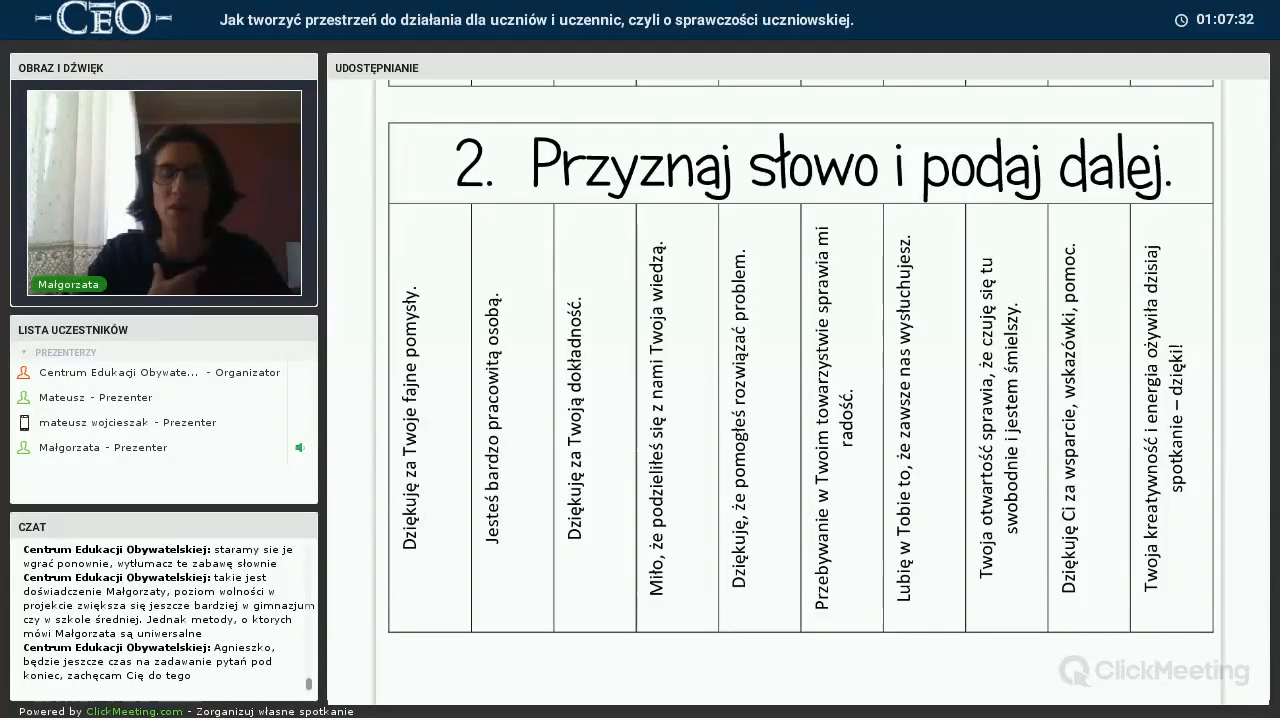 CEO
Jak tworzyć przestrzeń do działania dla uczniów i uczennic, czyli o sprawczości uczniowskiej.
01:07:32
OBRAZ I DŹWIĘK
Małgorzata
LISTA UCZESTNIKÓW
PREZENTERZY
Centrum Edukacji Obywate... - Organizator
Mateusz - Prezenter
mateusz wojcieszak - Prezenter
Małgorzata - Prezenter
CZAT
Centrum Edukacji Obywatelskiej: staramy sie je
wgrać ponownie, wytłumacz te zabawę słownie
Centrum Edukacji Obywatelskiej: takie jest
doświadczenie Małgorzaty, poziom wolności w
projekcie zwiększa się jeszcze bardziej w gimnazjum
czy w szkole średniej. Jednak metody, o ktorych
mówi Małgorzata są uniwersalne
Centrum Edukacji Obywatelskiej: Agnieszko,
będzie jeszcze czas na zadawanie pytań pod
koniec, zachęcam Cię do tego
UDOSTĘPNIANIE
2. Przyznaj słowo i podaj dalej.
Dziękuję za Twoje fajne pomysły.
Jesteś bardzo pracowitą osobą.
Dziękuję za Twoją dokładność.
Miło, że podzieliłeś się z nami Twoja wiedzą.
Dziękuję, że pomogłeś rozwiązać problem.
Przebywanie w Twoim towarzystwie sprawia mi
radość.
Lubię w Tobie to, że zawsze nas wysłuchujesz.
Twoja otwartość sprawia, że czuję się tu
swobodnie i jestem śmielszy.
Dziękuję Ci za wsparcie, wskazówki, pomoc.
Twoja kreatywność i energia ożywiła dzisiaj
spotkanie – dzięki!
ClickMeeting
Powered by ClickMeeting.com - Zorganizuj własne spotkanie